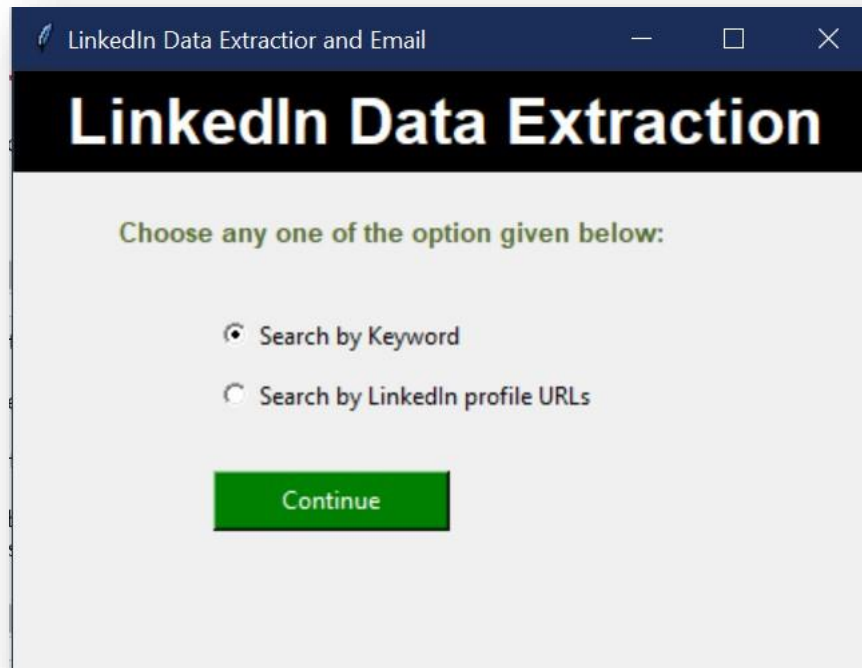 LinkedIn Data Extractior and Email
LinkedIn Data Extraction
Choose any one of the option given below:
Search by Keyword
Search by LinkedIn profile URLs
Continue